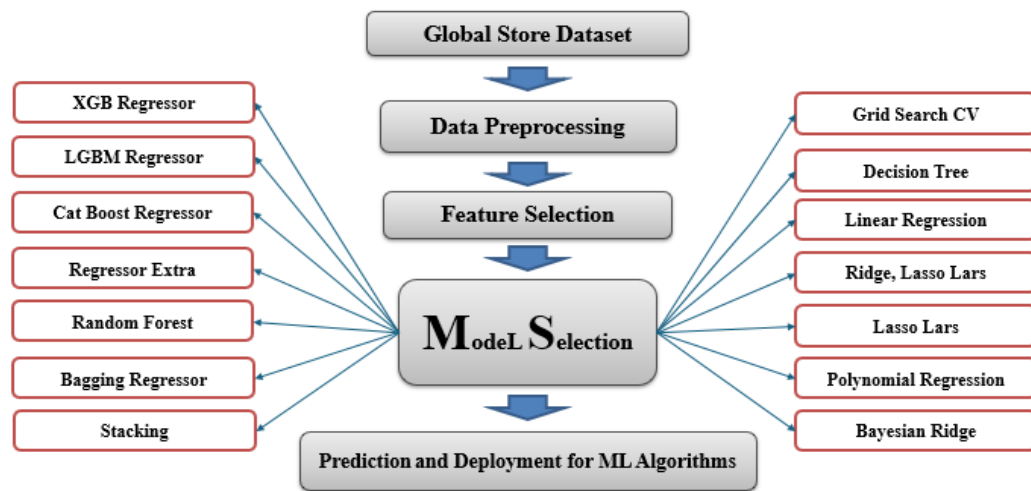 Global Store Dataset
Data Preprocessing
Feature Selection
ModeL Selection
Prediction and Deployment for ML Algorithms
XGB Regressor
LGBM Regressor
Cat Boost Regressor
Regressor Extra
Random Forest
Bagging Regressor
Stacking
Grid Search CV
Decision Tree
Linear Regression
Ridge, Lasso Lars
Lasso Lars
Polynomial Regression
Bayesian Ridge